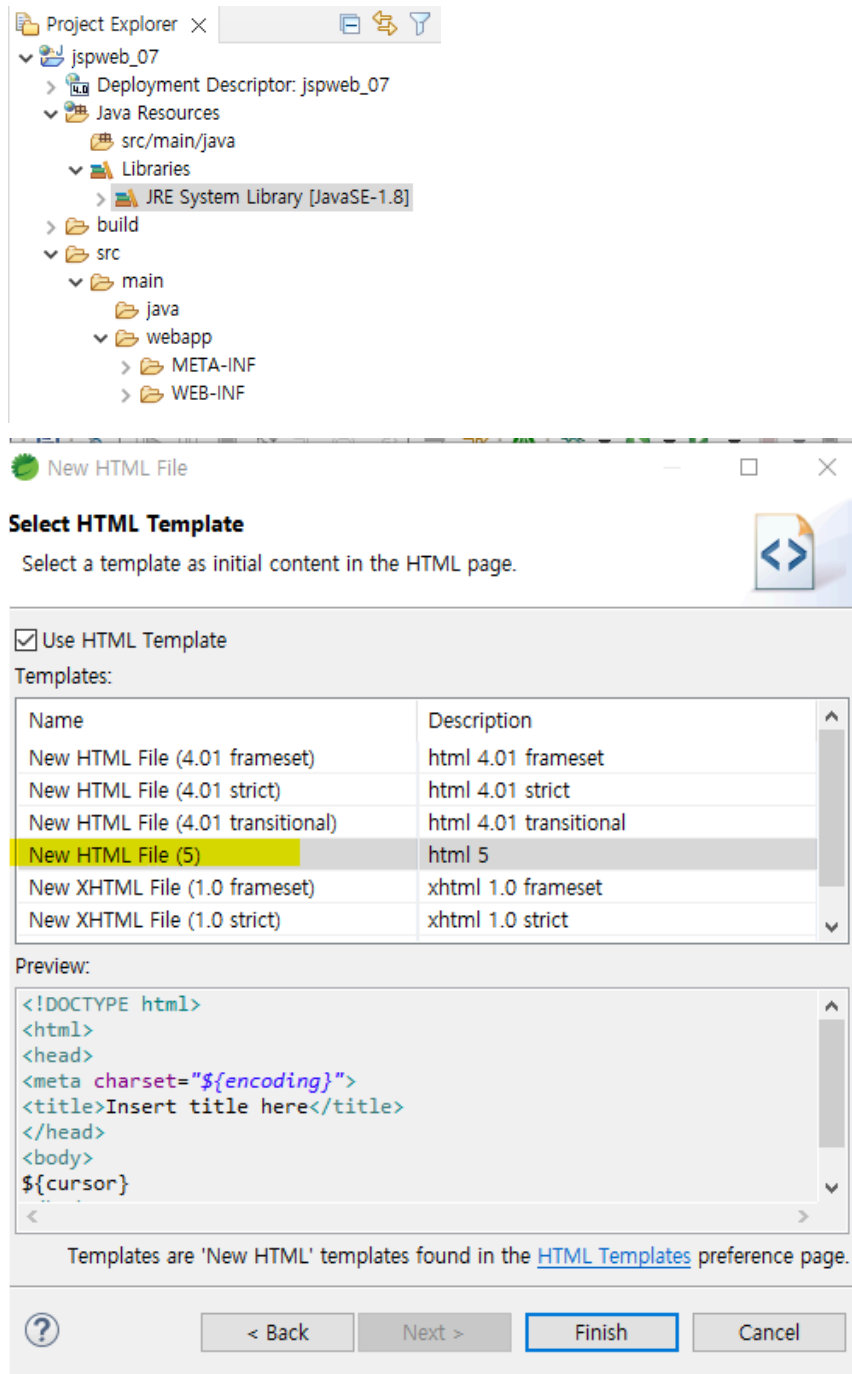 Project Explorer
jspweb_07
Deployment Descriptor: jspweb_07
Java Resources
src/main/java
Libraries
JRE System Library [JavaSE-1.8]
build
src
main
java
webapp
META-INF
WEB-INF
New HTML File
Select HTML Template
Select a template as initial content in the HTML page.
Use HTML Template
Templates:
Name Description
New HTML File (4.01 frameset) html 4.01 frameset
New HTML File (4.01 strict) html 4.01 strict
New HTML File (4.01 transitional) html 4.01 transitional
New HTML File (5) html 5
New XHTML File (1.0 frameset) xhtml 1.0 frameset
New XHTML File (1.0 strict) xhtml 1.0 strict
Preview:
<!DOCTYPE html>
<html>
<head>
<meta charset="${encoding}">
<title>Insert title here</title>
</head>
<body>
${cursor}
Templates are 'New HTML' templates found in the HTML Templates preference page.
< Back Next > Finish Cancel